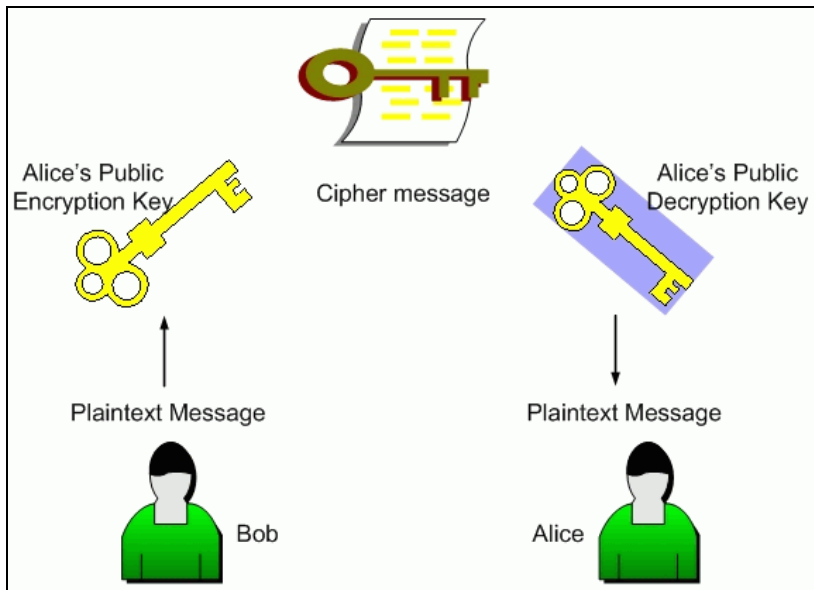 Alice's Public
Encryption Key
Cipher message
Alice's Public
Decryption Key
Plaintext Message
Plaintext Message
Bob
Alice